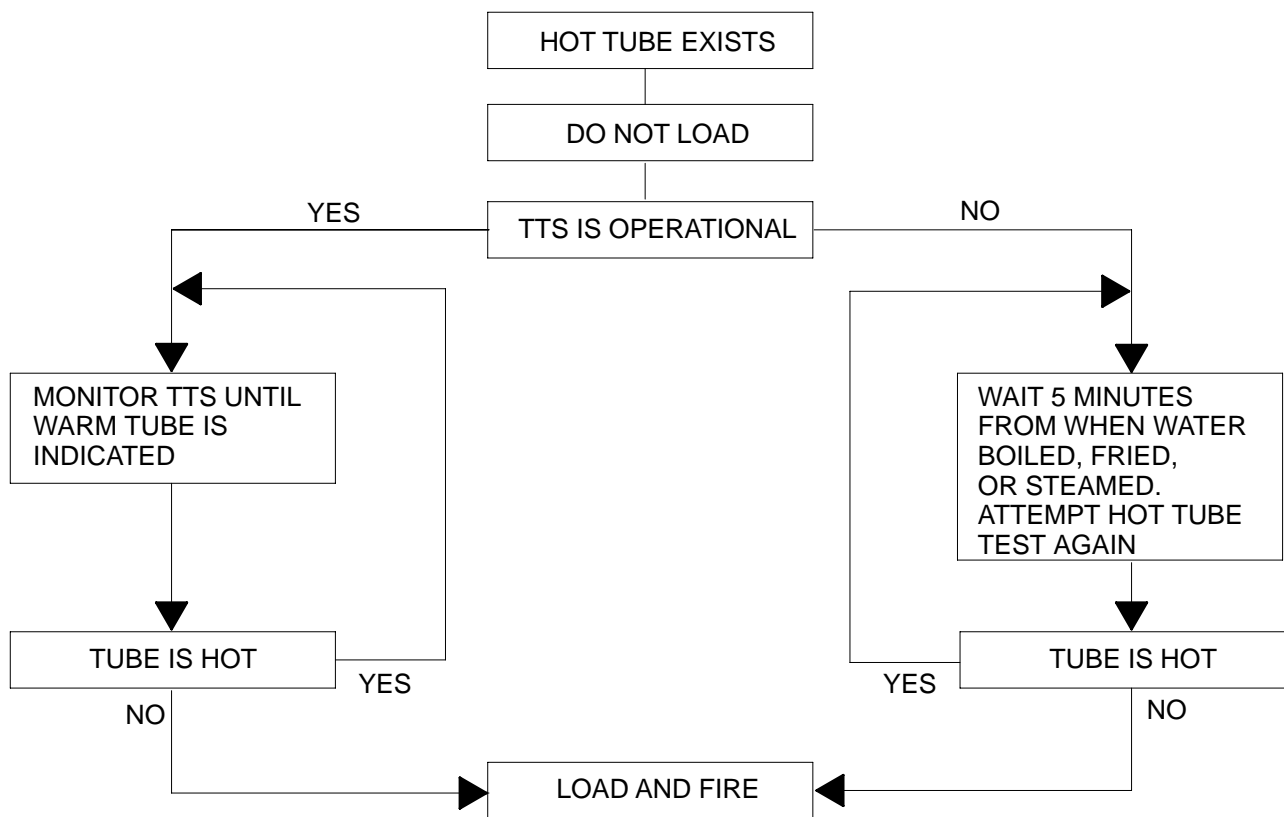 HOT TUBE EXISTS
DO NOT LOAD
YES
TTS IS OPERATIONAL
NO
MONITOR TTS UNTIL
WARM TUBE IS
INDICATED
WAIT 5 MINUTES
FROM WHEN WATER
BOILED, FRIED,
OR STEAMED.
ATTEMPT HOT TUBE
TEST AGAIN
TUBE IS HOT
YES
NO
TUBE IS HOT
YES
NO
LOAD AND FIRE